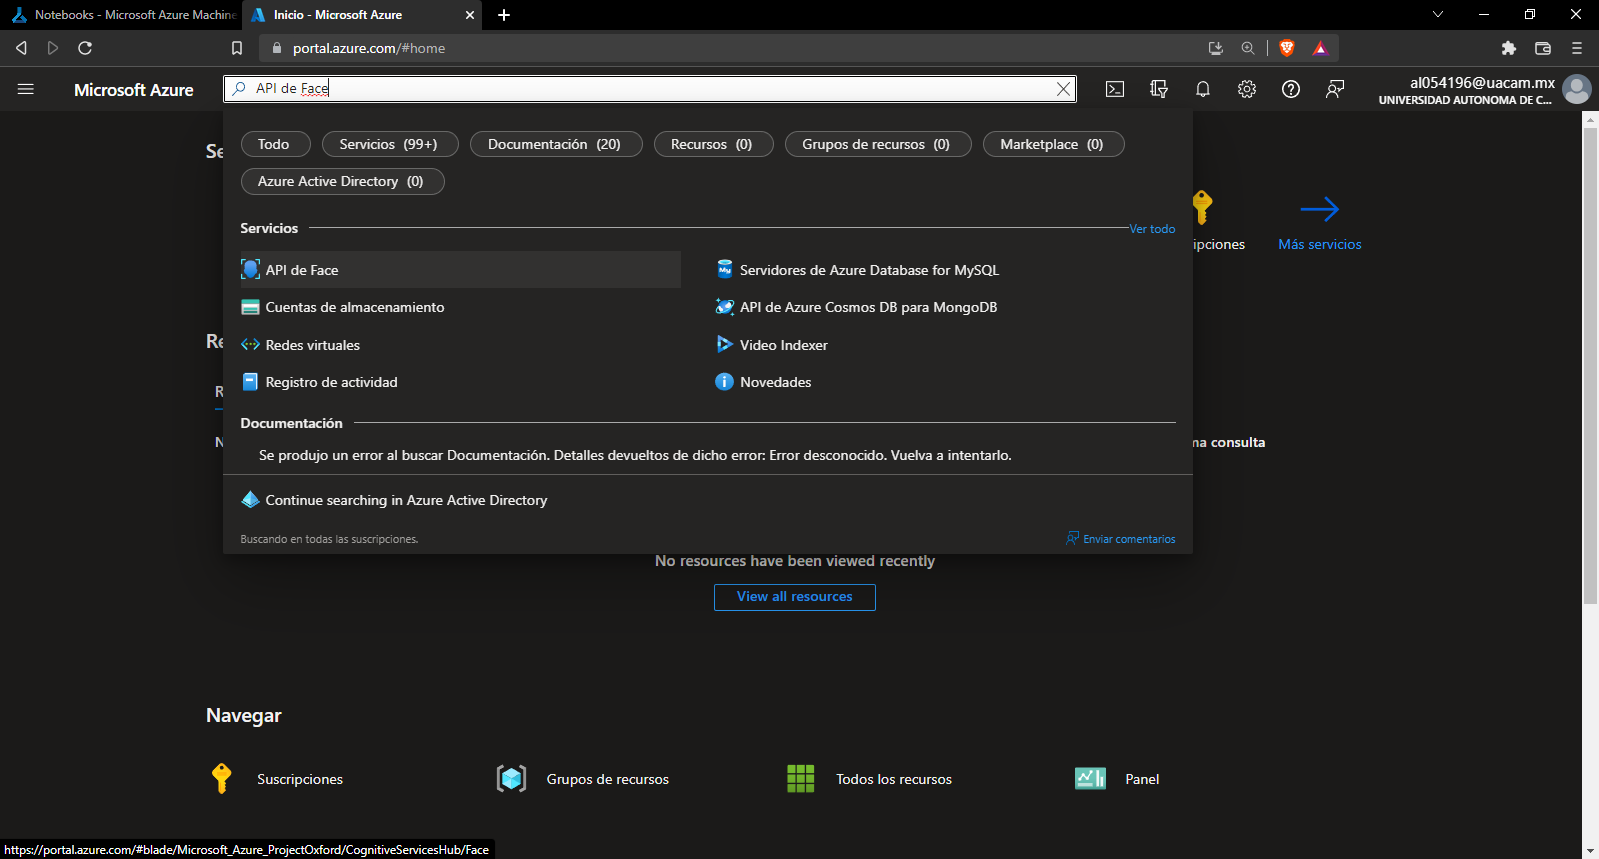 Notebooks - Microsoft Azure Machine
Inicio - Microsoft Azure
portal.azure.com/#home
Microsoft Azure
API de Face
al054196@uacam.mx
UNIVERSIDAD AUTONOMA DE C...
Todo
Servicios (99+)
Documentación (20)
Recursos (0)
Grupos de recursos (0)
Marketplace (0)
Azure Active Directory (0)
Servicios
Ver todo
API de Face
Servidores de Azure Database for MySQL
Cuentas de almacenamiento
API de Azure Cosmos DB para MongoDB
Redes virtuales
Video Indexer
Registro de actividad
Novedades
Documentación
Se produjo un error al buscar Documentación. Detalles devueltos de dicho error: Error desconocido. Vuelva a intentarlo.
Continue searching in Azure Active Directory
Buscando en todas las suscripciones.
Enviar comentarios
Se
ipciones
Más servicios
Re
R
N
na consulta
No resources have been viewed recently
View all resources
Navegar
Suscripciones
Grupos de recursos
Todos los recursos
Panel
https://portal.azure.com/#blade/Microsoft_Azure_ProjectOxford/CognitiveServicesHub/Face